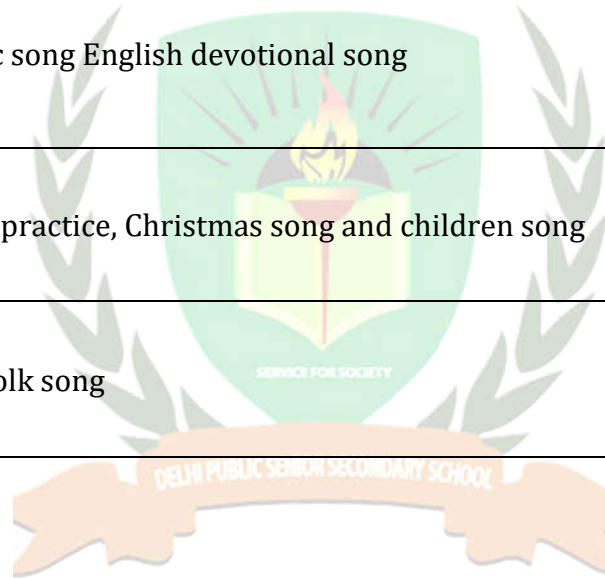 song English devotional song
practice, Christmas song and children song
song
SERVICE FOR SOCIETY
DELHI PUBLIC SENIOR SECONDARY SCHOOL